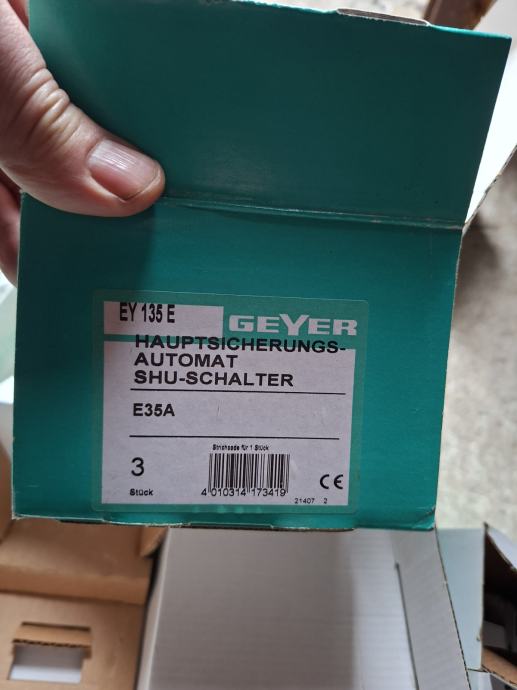 EY 135 E
GEYER
HAUPTSICHERUNGS-
AUTOMAT
SHU-SCHALTER
E35A
3
Stück
Strichcode für 1 Stück
4 010314 173419
CE
21407 2